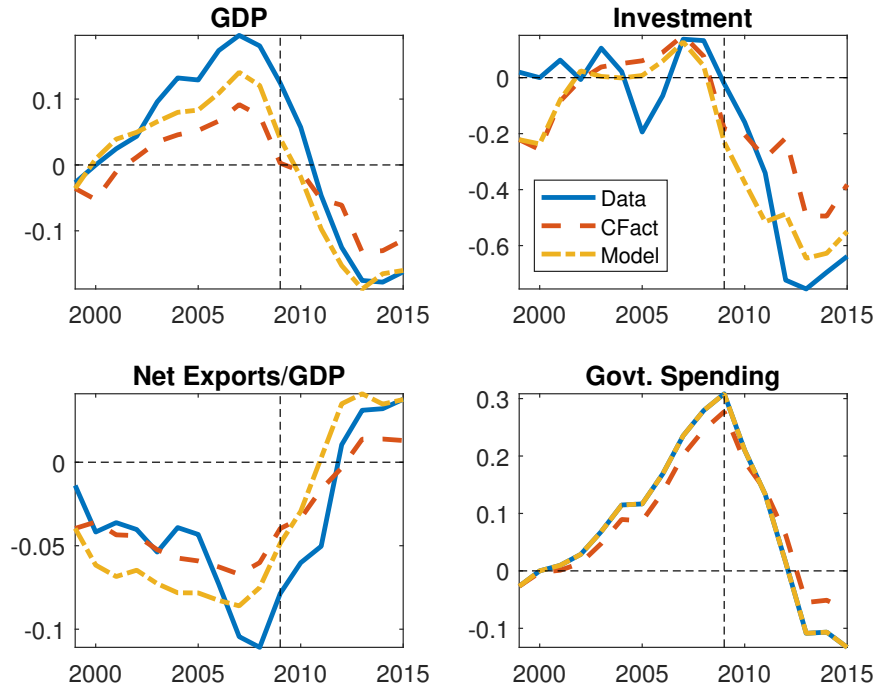 GDP
0.1
0
-0.1
2000 2005 2010 2015
Investment
0
-0.2
-0.4
-0.6
Data
CFact
Model
2000 2005 2010 2015
Net Exports/GDP
0
-0.05
-0.1
2000 2005 2010 2015
Govt. Spending
0.3
0.2
0.1
0
-0.1
2000 2005 2010 2015